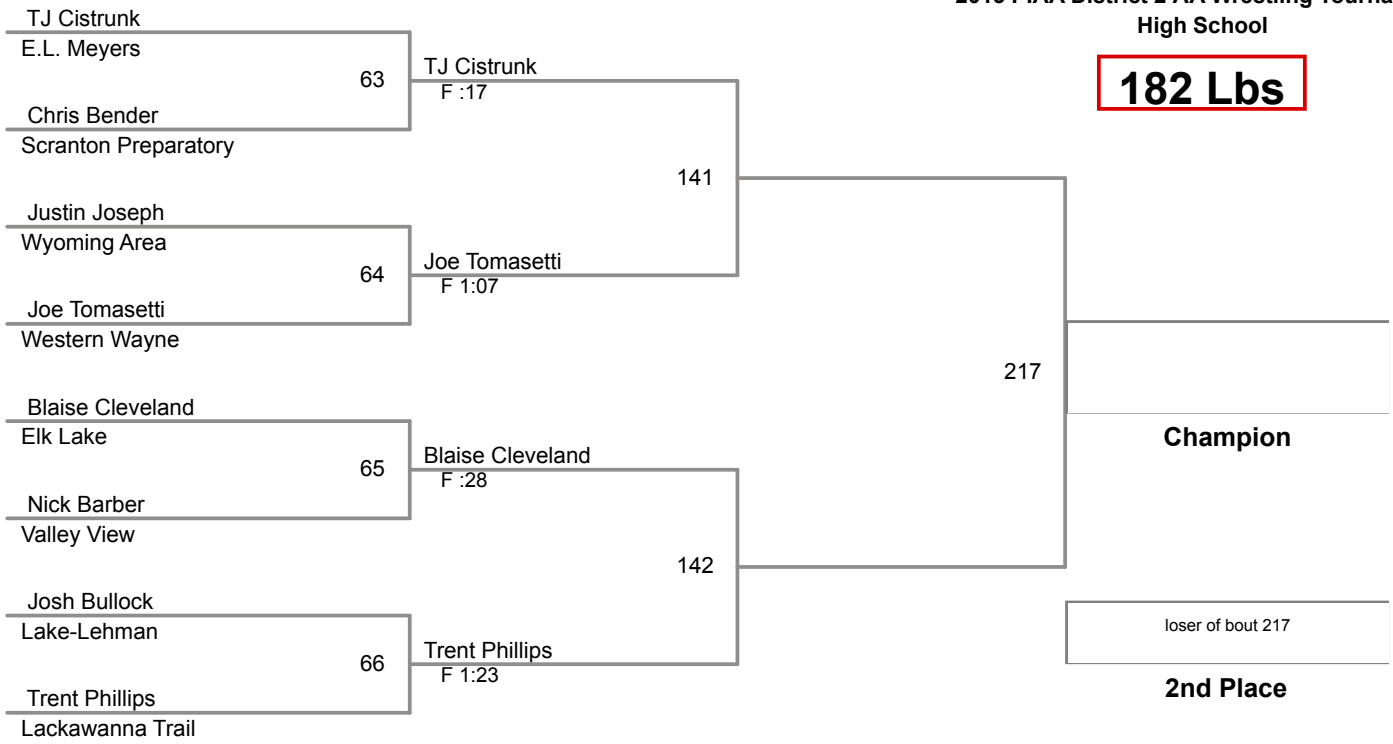 2015 PIAA District 2 AA Wrestling
High School
182 Lbs
TJ Cistrunk
E.L. Meyers
63
TJ Cistrunk
F :17
Chris Bender
Scranton Preparatory
141
Justin Joseph
Wyoming Area
64
Joe Tomasetti
F 1:07
Joe Tomasetti
Western Wayne
217
Champion
Blaise Cleveland
Elk Lake
65
Blaise Cleveland
F :28
Nick Barber
Valley View
142
Josh Bullock
Lake-Lehman
66
Trent Phillips
F 1:23
Trent Phillips
Lackawanna Trail
loser of bout 217
2nd Place